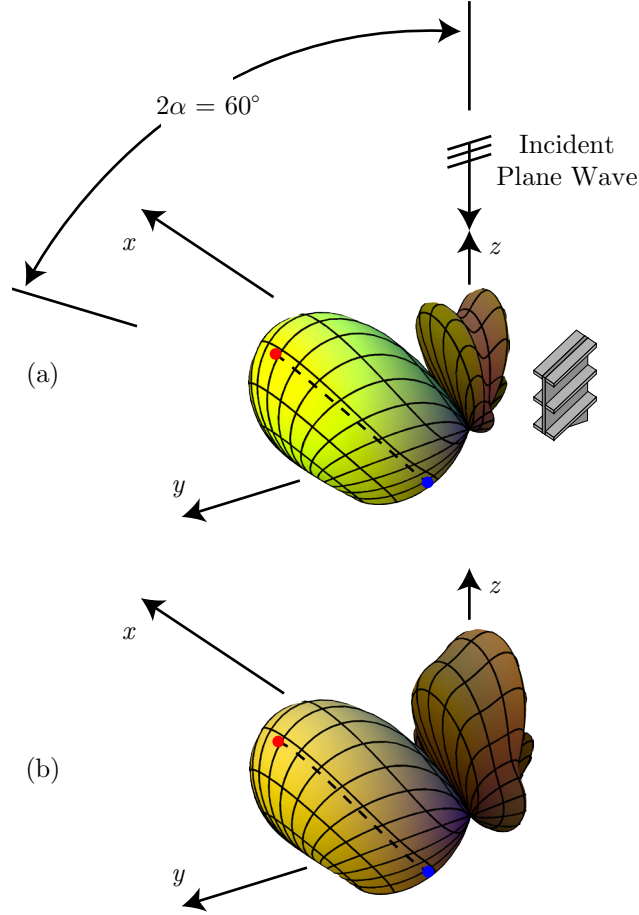 2α = 60°
Incident
Plane Wave
x
z
(a)
y
z
x
(b)
y